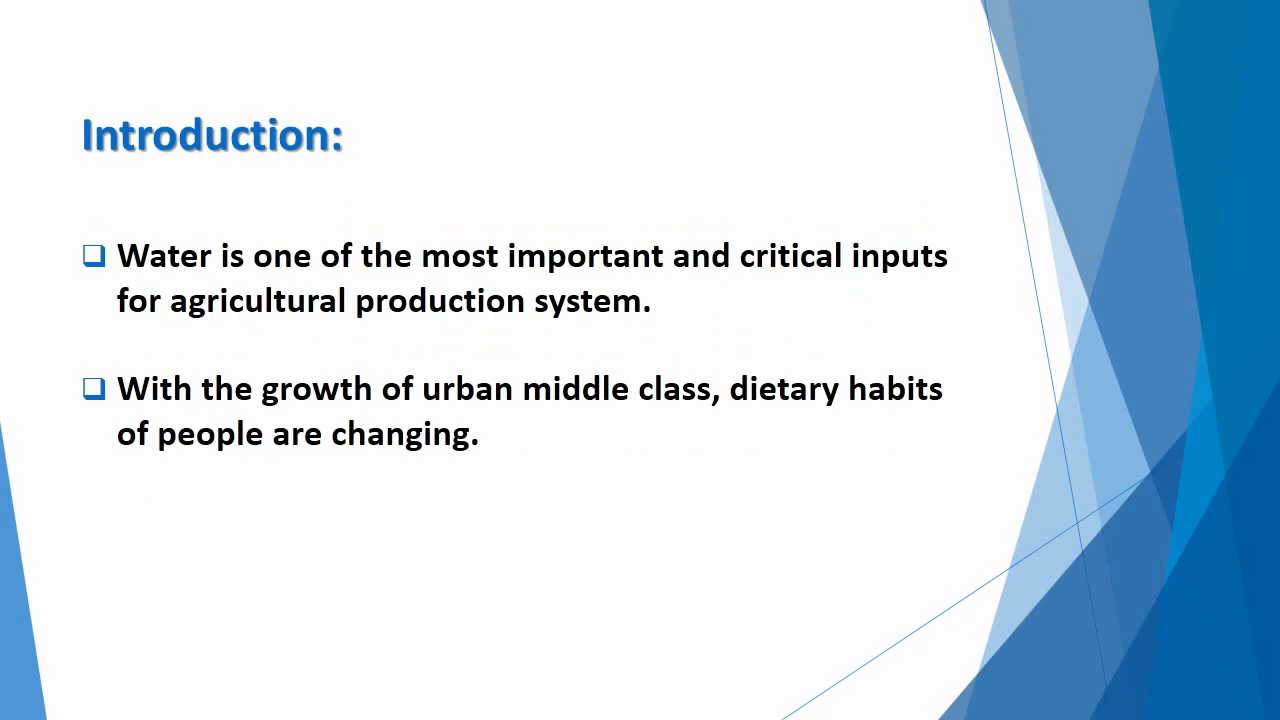 Introduction:
Water is one of the most important and critical inputs
for agricultural production system.
With the growth of urban middle class, dietary habits
of people are changing.